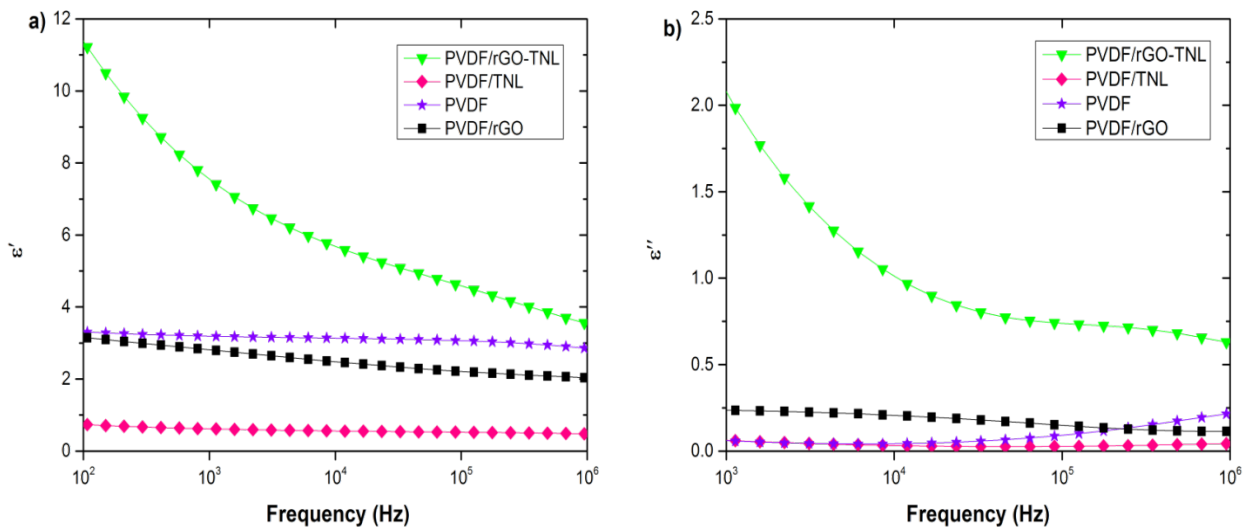 a)
12
10
8
6
4
2
0
ε′
10²
10³
10⁴
10⁵
10⁶
Frequency (Hz)
PVDF/rGO-TNL
PVDF/TNL
PVDF
PVDF/rGO
b)
2.5
2.0
1.5
1.0
0.5
0.0
ε″
10³
10⁴
10⁵
10⁶
Frequency (Hz)
PVDF/rGO-TNL
PVDF/TNL
PVDF
PVDF/rGO